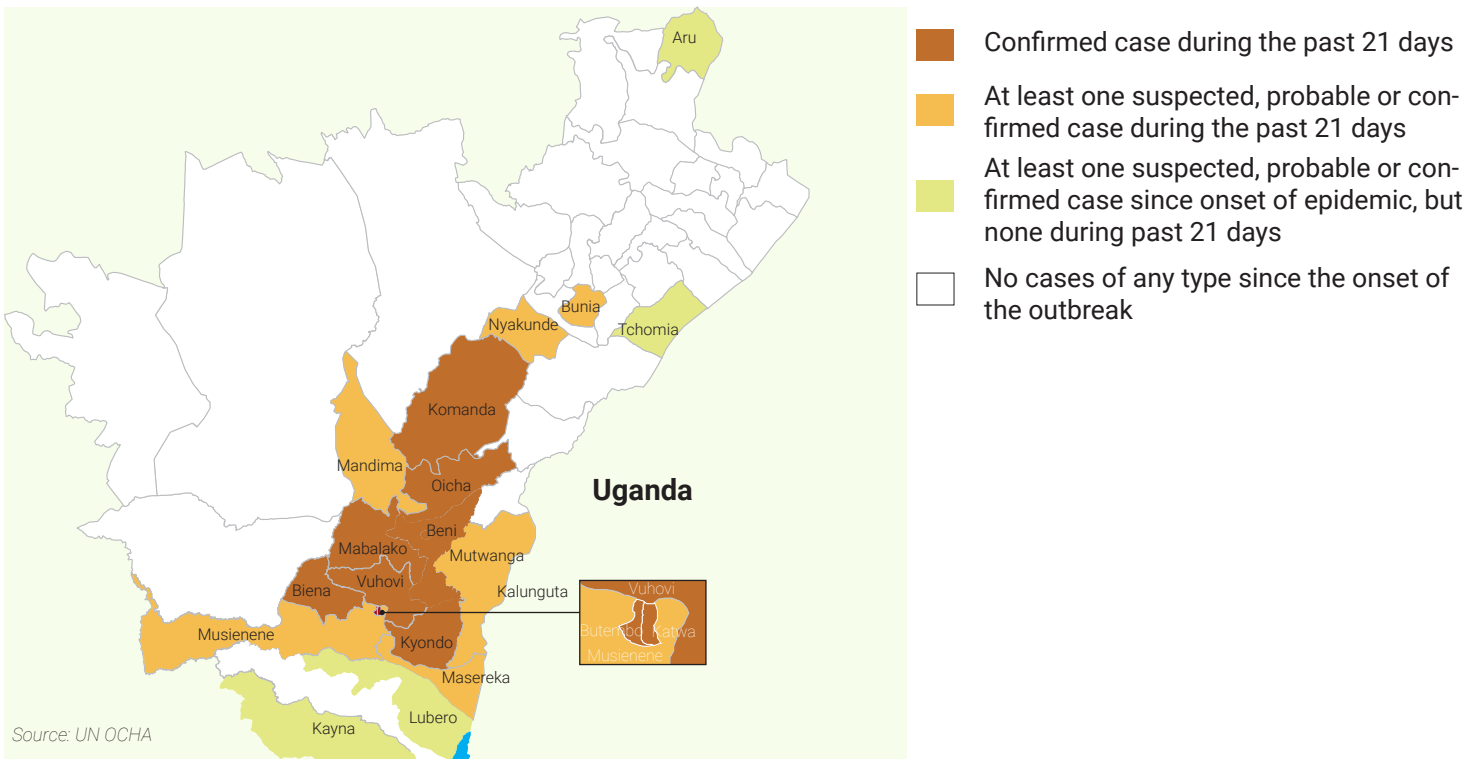 Aru
Confirmed case during the past 21 days
At least one suspected, probable or con-
firmed case during the past 21 days
At least one suspected, probable or con-
firmed case since onset of epidemic, but
none during past 21 days
No cases of any type since the onset of
the outbreak
Bunia
Nyakunde
Tchomia
Komanda
Mandima
Oicha
Uganda
Beni
Mabalako
Mutwanga
Vuhovi
Biena
Kalunguta
Vuhovi
Butembo
Katwa
Musienene
Musienene
Kyondo
Masereka
Lubero
Kayna
Source: UN OCHA